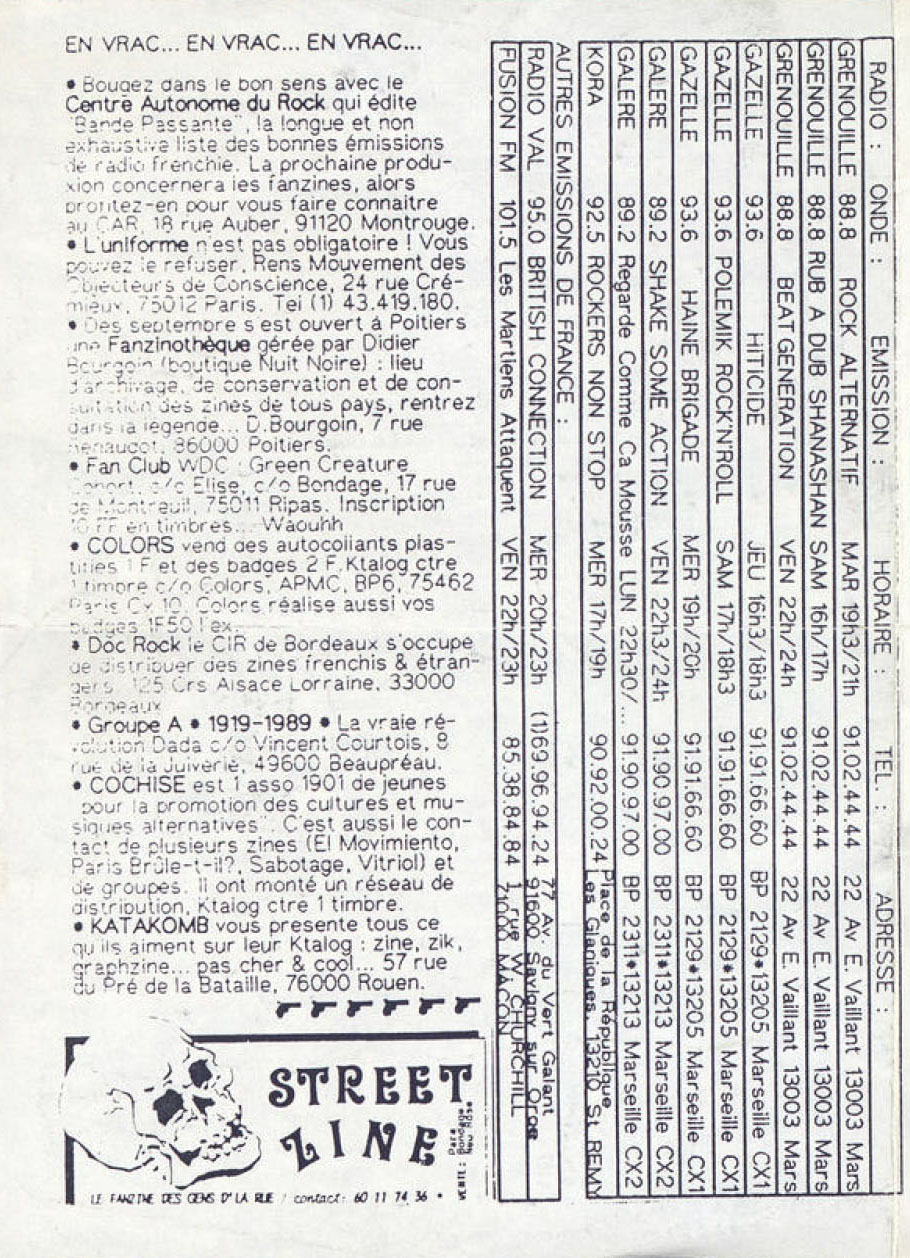 EN VRAC... EN VRAC... EN VRAC...
• Bougez dans le bon sens avec le
Centre Autonome du Rock qui édite
"Bande Passante", la longue et non
exhaustive liste des bonnes émissions
de radio frenchie. La prochaine produ-
xion concernera les fanzines, alors
profitez-en pour vous faire connaitre
au CAR, 18 rue Auber, 91120 Montrouge.
• L'uniforme n'est pas obligatoire ! Vous
pouvez le refuser, Rens Mouvement des
Objecteurs de Conscience, 24 rue Cré-
mieux, 75012 Paris. Tel (1) 43.419.180.
• Des septembre s'est ouvert à Poitiers
une Fanzinothèque gérée par Didier
Bourgoin (boutique Nuit Noire) : lieu
d'archivage, de conservation et de con-
sultation des zines de tous pays, rentrez
dans la légende... D.Bourgoin, 7 rue
86000 Poitiers.
• Fan Club WDC : Green Creature
c/o Elise, c/o Bondage, 17 rue
de Montreuil, 75011 Ripas. Inscription
10 FF en timbres... Waouhh
• COLORS vend des autocollants plas-
tifiés 1 F et des badges 2 F. Ktalog ctre
1 timbre c/o Colors, APMC, BP6, 75462
Paris Cx 10. Colors réalise aussi vos
badges 1F50 l'ex.
• Doc Rock le CIR de Bordeaux s'occupe
de distribuer des zines frenchis & étran-
gers. 125 Crs Alsace Lorraine, 33000
Bordeaux
• Groupe A • 1919-1989 • La vraie ré-
volution Dada c/o Vincent Courtois, 8
rue de la Juiverie, 49600 Beaupréau.
• COCHISE est 1 asso 1901 de jeunes
pour la promotion des cultures et mu-
siques alternatives". C'est aussi le con-
tact de plusieurs zines (El Movimiento,
Paris Brûle-t-il?, Sabotage, Vitriol) et
de groupes. Il ont monté un réseau de
distribution, Ktalog ctre 1 timbre.
• KATAKOMB vous presente tous ce
qu'ils aiment sur leur Ktalog : zine, zik,
graphzine... pas cher & cool... 57 rue
du Pré de la Bataille, 76000 Rouen.
STREET
ZINE
LE FANZINE DES GENS D'LA RUE / contact: 60 11 74 36 •
RADIO : ONDE : EMISSION : HORAIRE : TEL. : ADRESSE :
GRENOUILLE 88.8 ROCK ALTERNATIF MAR 19h3/21h 91.02.44.44 22 Av E. Vaillant 13003 Mars
GRENOUILLE 88.8 RUB A DUB SHANASHAN SAM 16h/17h 91.02.44.44 22 Av E. Vaillant 13003 Mars
GRENOUILLE 88.8 BEAT GENERATION VEN 22h/24h 91.02.44.44 22 Av E. Vaillant 13003 Mars
GAZELLE 93.6 HITICIDE JEU 16h3/18h3 91.91.66.60 BP 2129*13205 Marseille CX1
GAZELLE 93.6 POLEMIK ROCK'N'ROLL SAM 17h/18h3 91.91.66.60 BP 2129*13205 Marseille CX1
GAZELLE 93.6 HAINE BRIGADE MER 19h/20h 91.91.66.60 BP 2129*13205 Marseille CX1
GALERE 89.2 SHAKE SOME ACTION VEN 22h3/24h 91.90.97.00 BP 2311*13213 Marseille CX2
GALERE 89.2 Regarde Comme Ca Mousse LUN 22h30/... 91.90.97.00 BP 2311*13213 Marseille CX2
KORA 92.5 ROCKERS NON STOP MER 17h/19h 90.92.00.24 Place de la République
Les Glaniques, 13210 St REMY
AUTRES EMISSIONS DE FRANCE :
RADIO VAL 95.0 BRITISH CONNECTION MER 20h/23h (1)69.96.94.24 77 Av. du Vert Galant
91600 Savigny sur Orge
FUSION FM 101.5 Les Martiens Attaquent VEN 22h/23h 85.38.84.84 1, rue W. CHURCHILL
71000 MACON